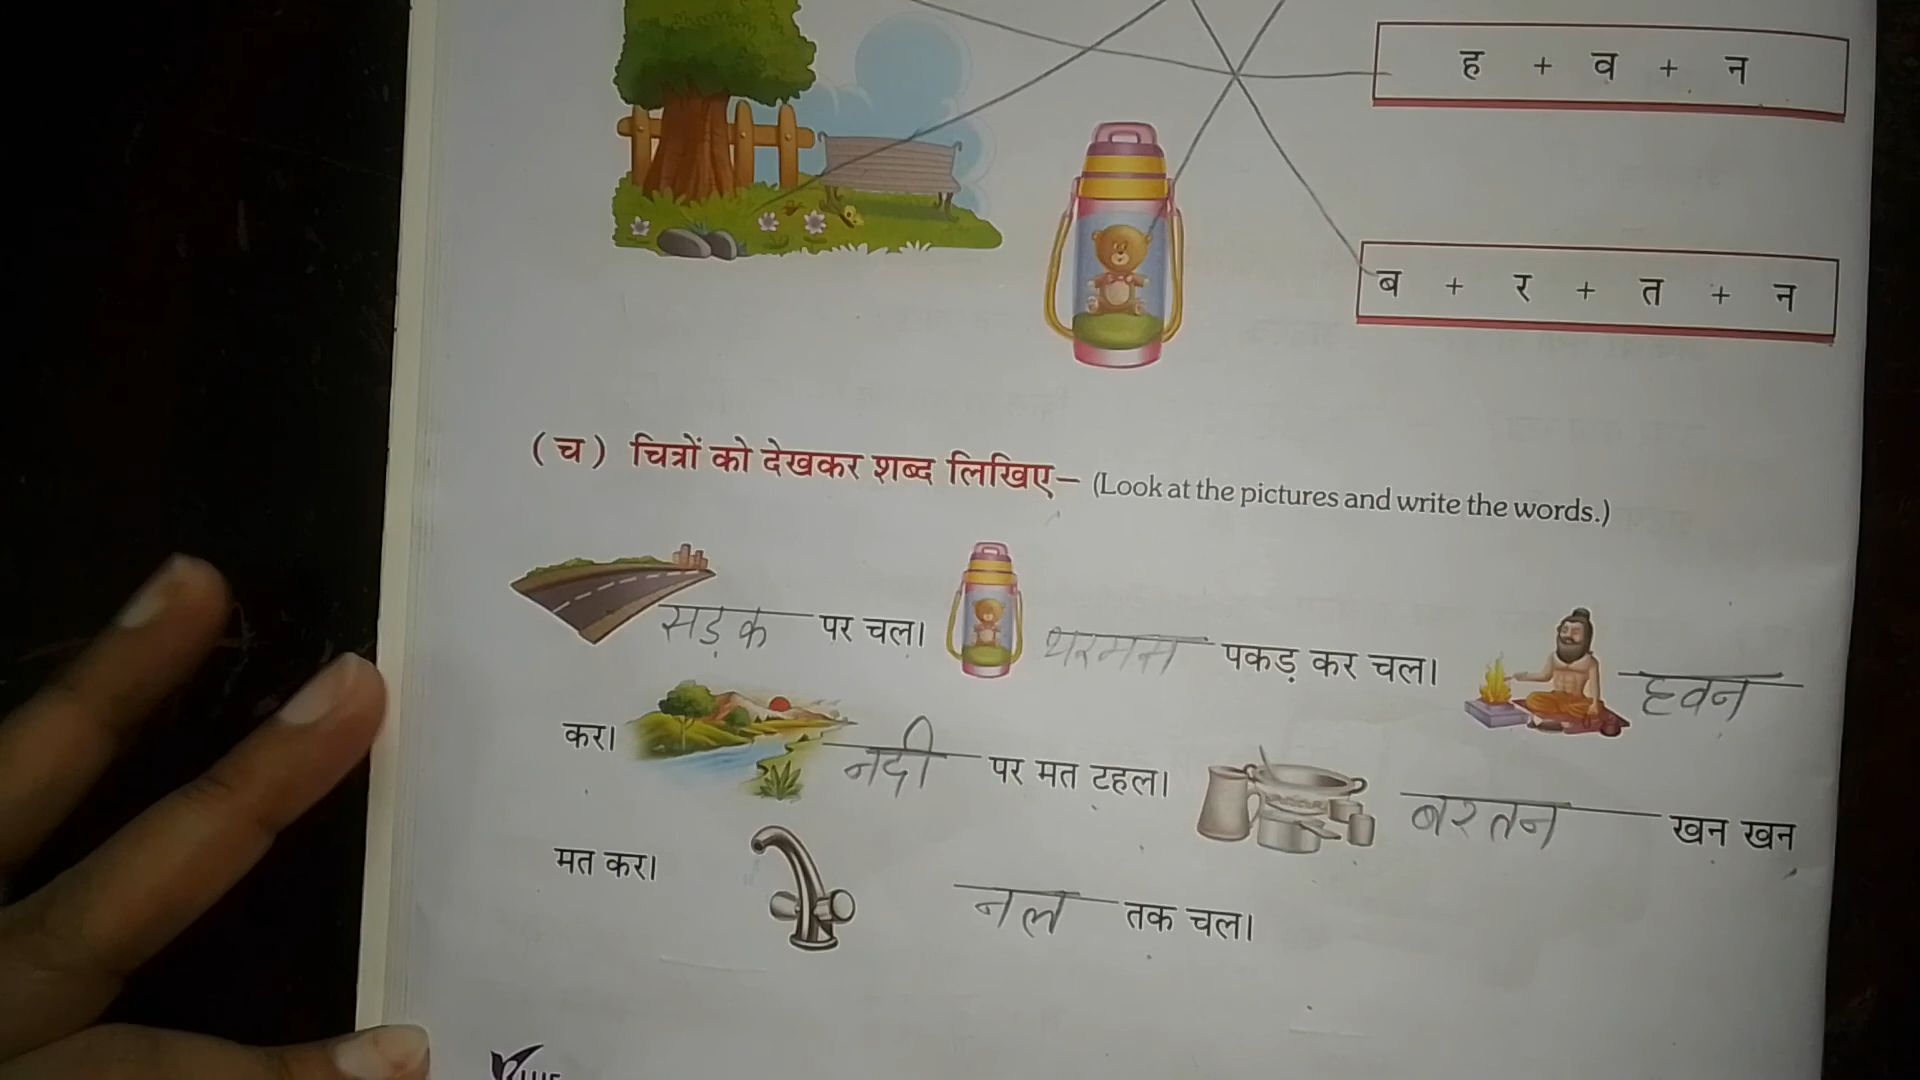 ह + व + न
ब + र + त + न
(च) चित्रों को देखकर शब्द लिखिए– (Look at the pictures and write the words.)
सड़क पर चल। थरमस पकड़ कर चल। हवन
कर। नदी पर मत टहल। बरतन खन खन
मत कर। नल तक चल।